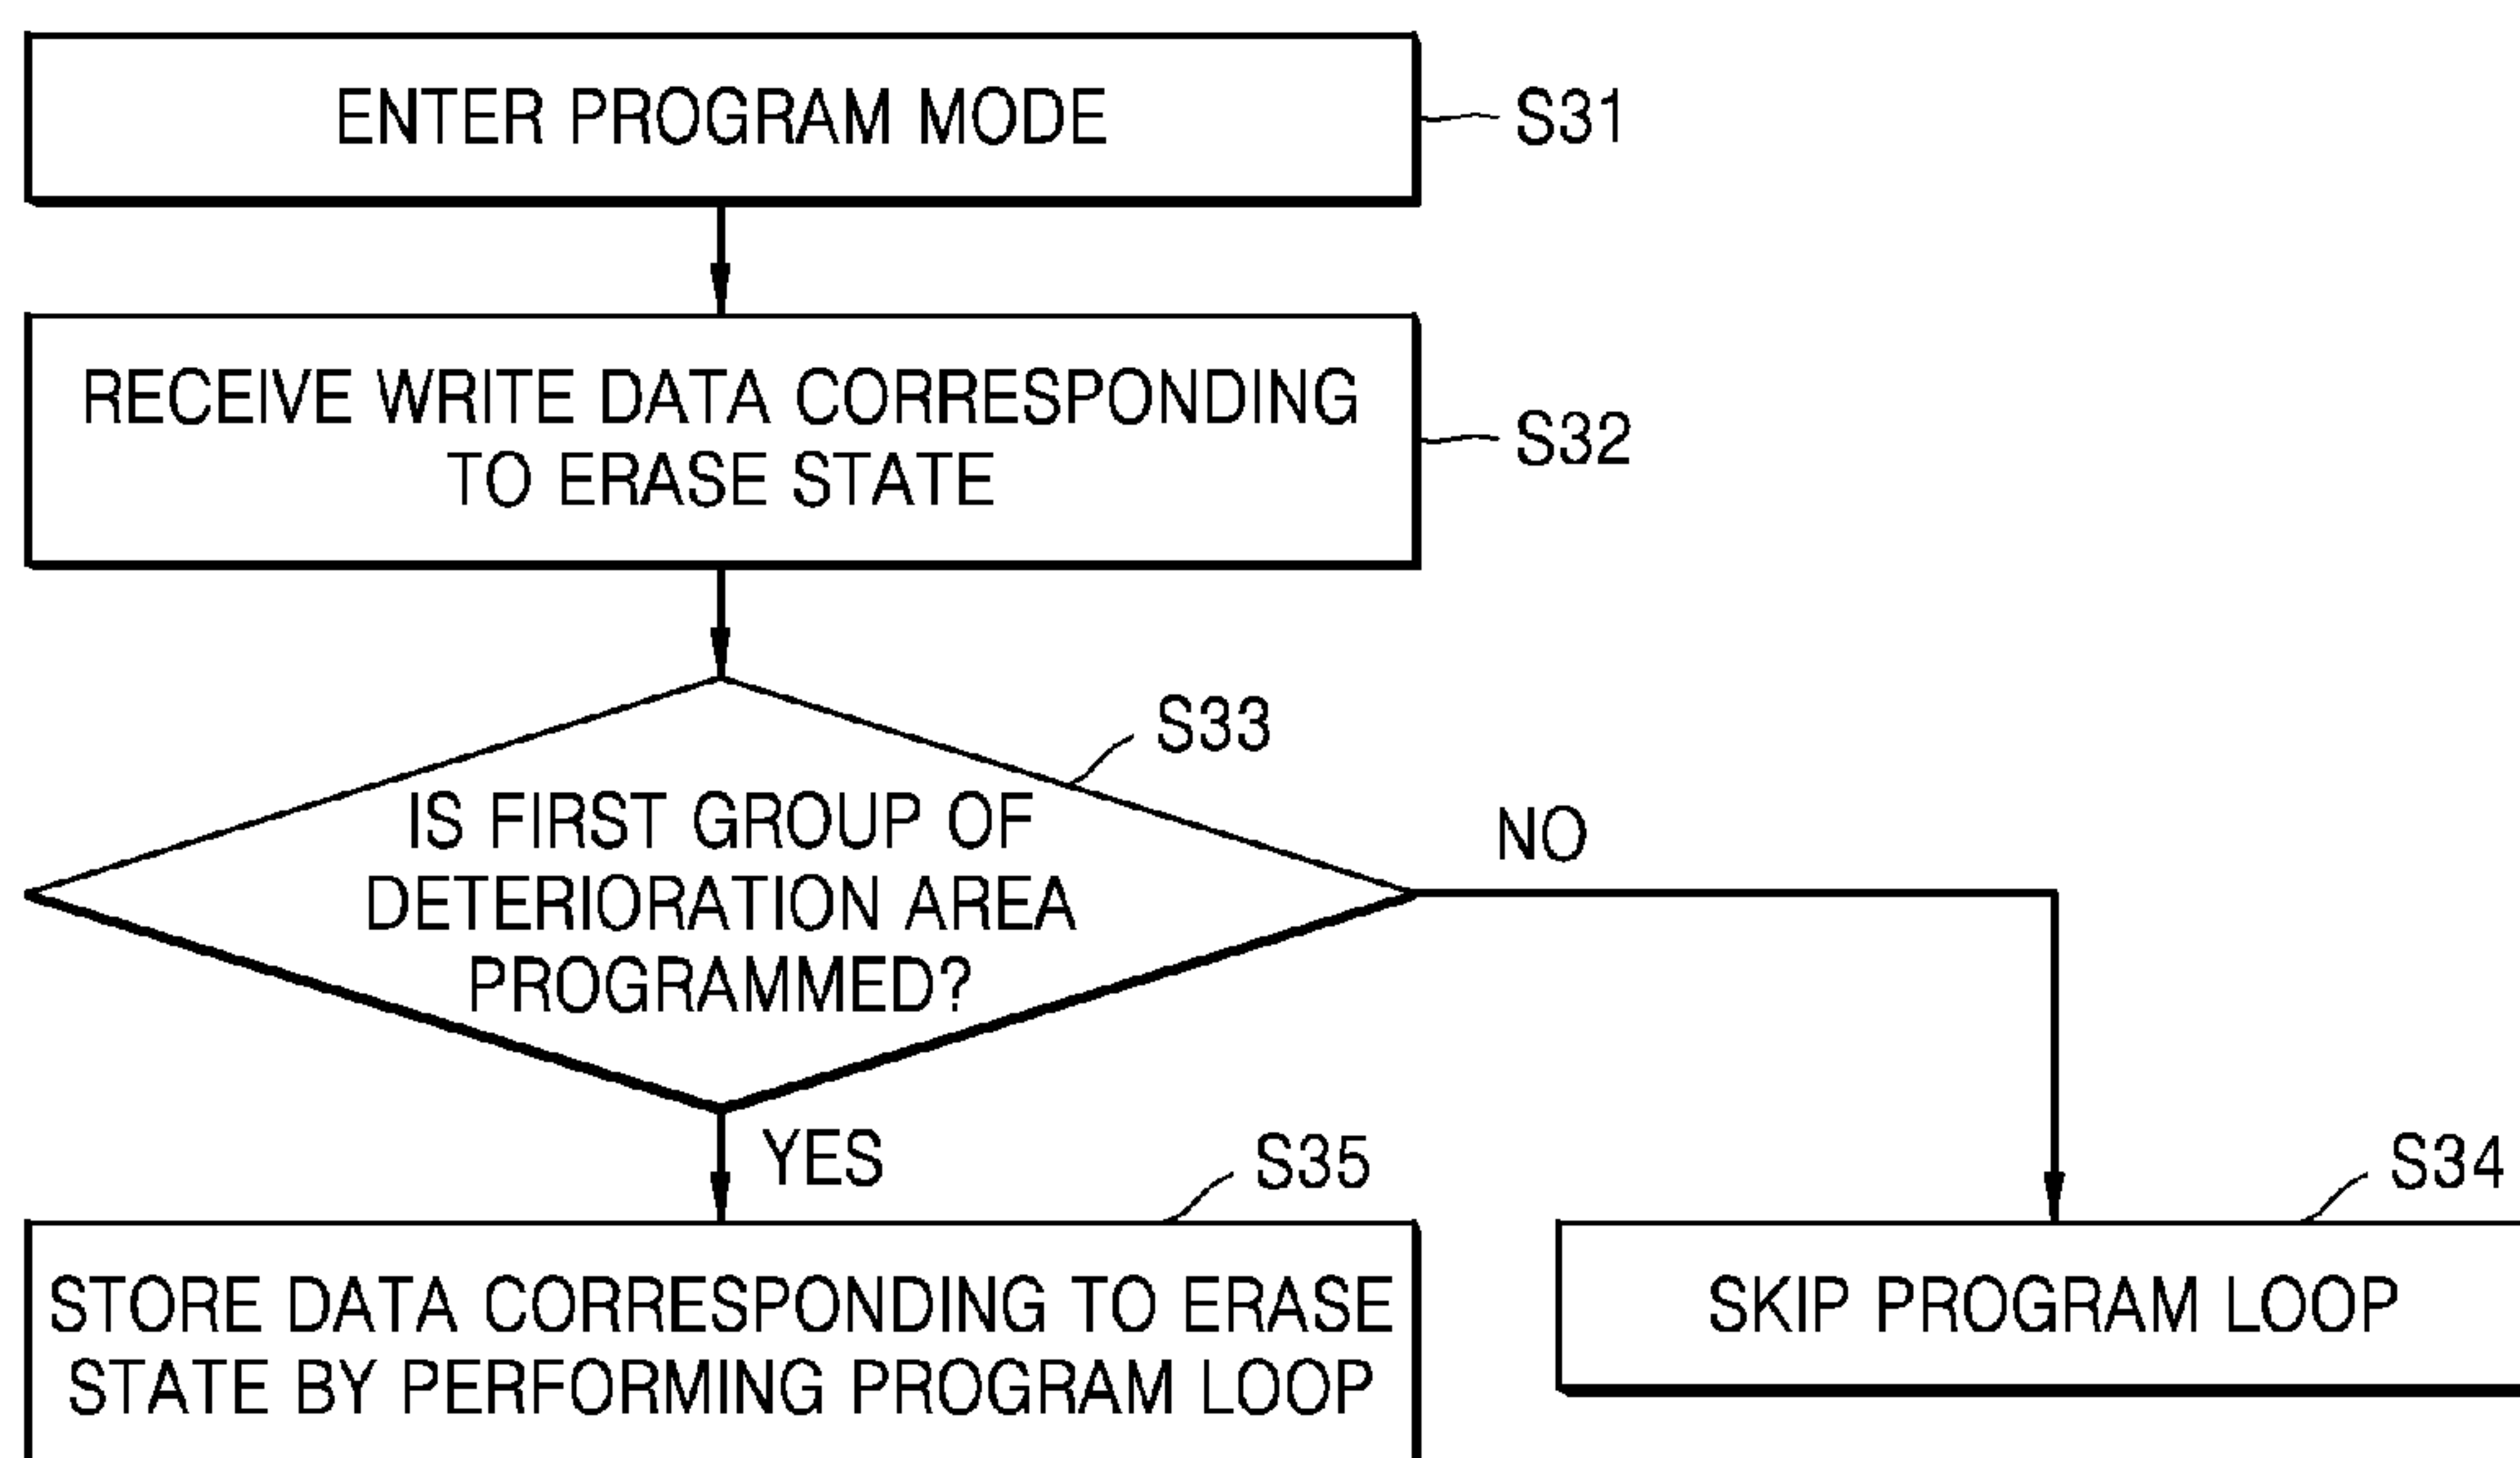 ENTER PROGRAM MODE
S31
RECEIVE WRITE DATA CORRESPONDING
TO ERASE STATE
S32
S33
IS FIRST GROUP OF
DETERIORATION AREA
PROGRAMMED?
NO
YES
S35
S34
STORE DATA CORRESPONDING TO ERASE
STATE BY PERFORMING PROGRAM LOOP
SKIP PROGRAM LOOP